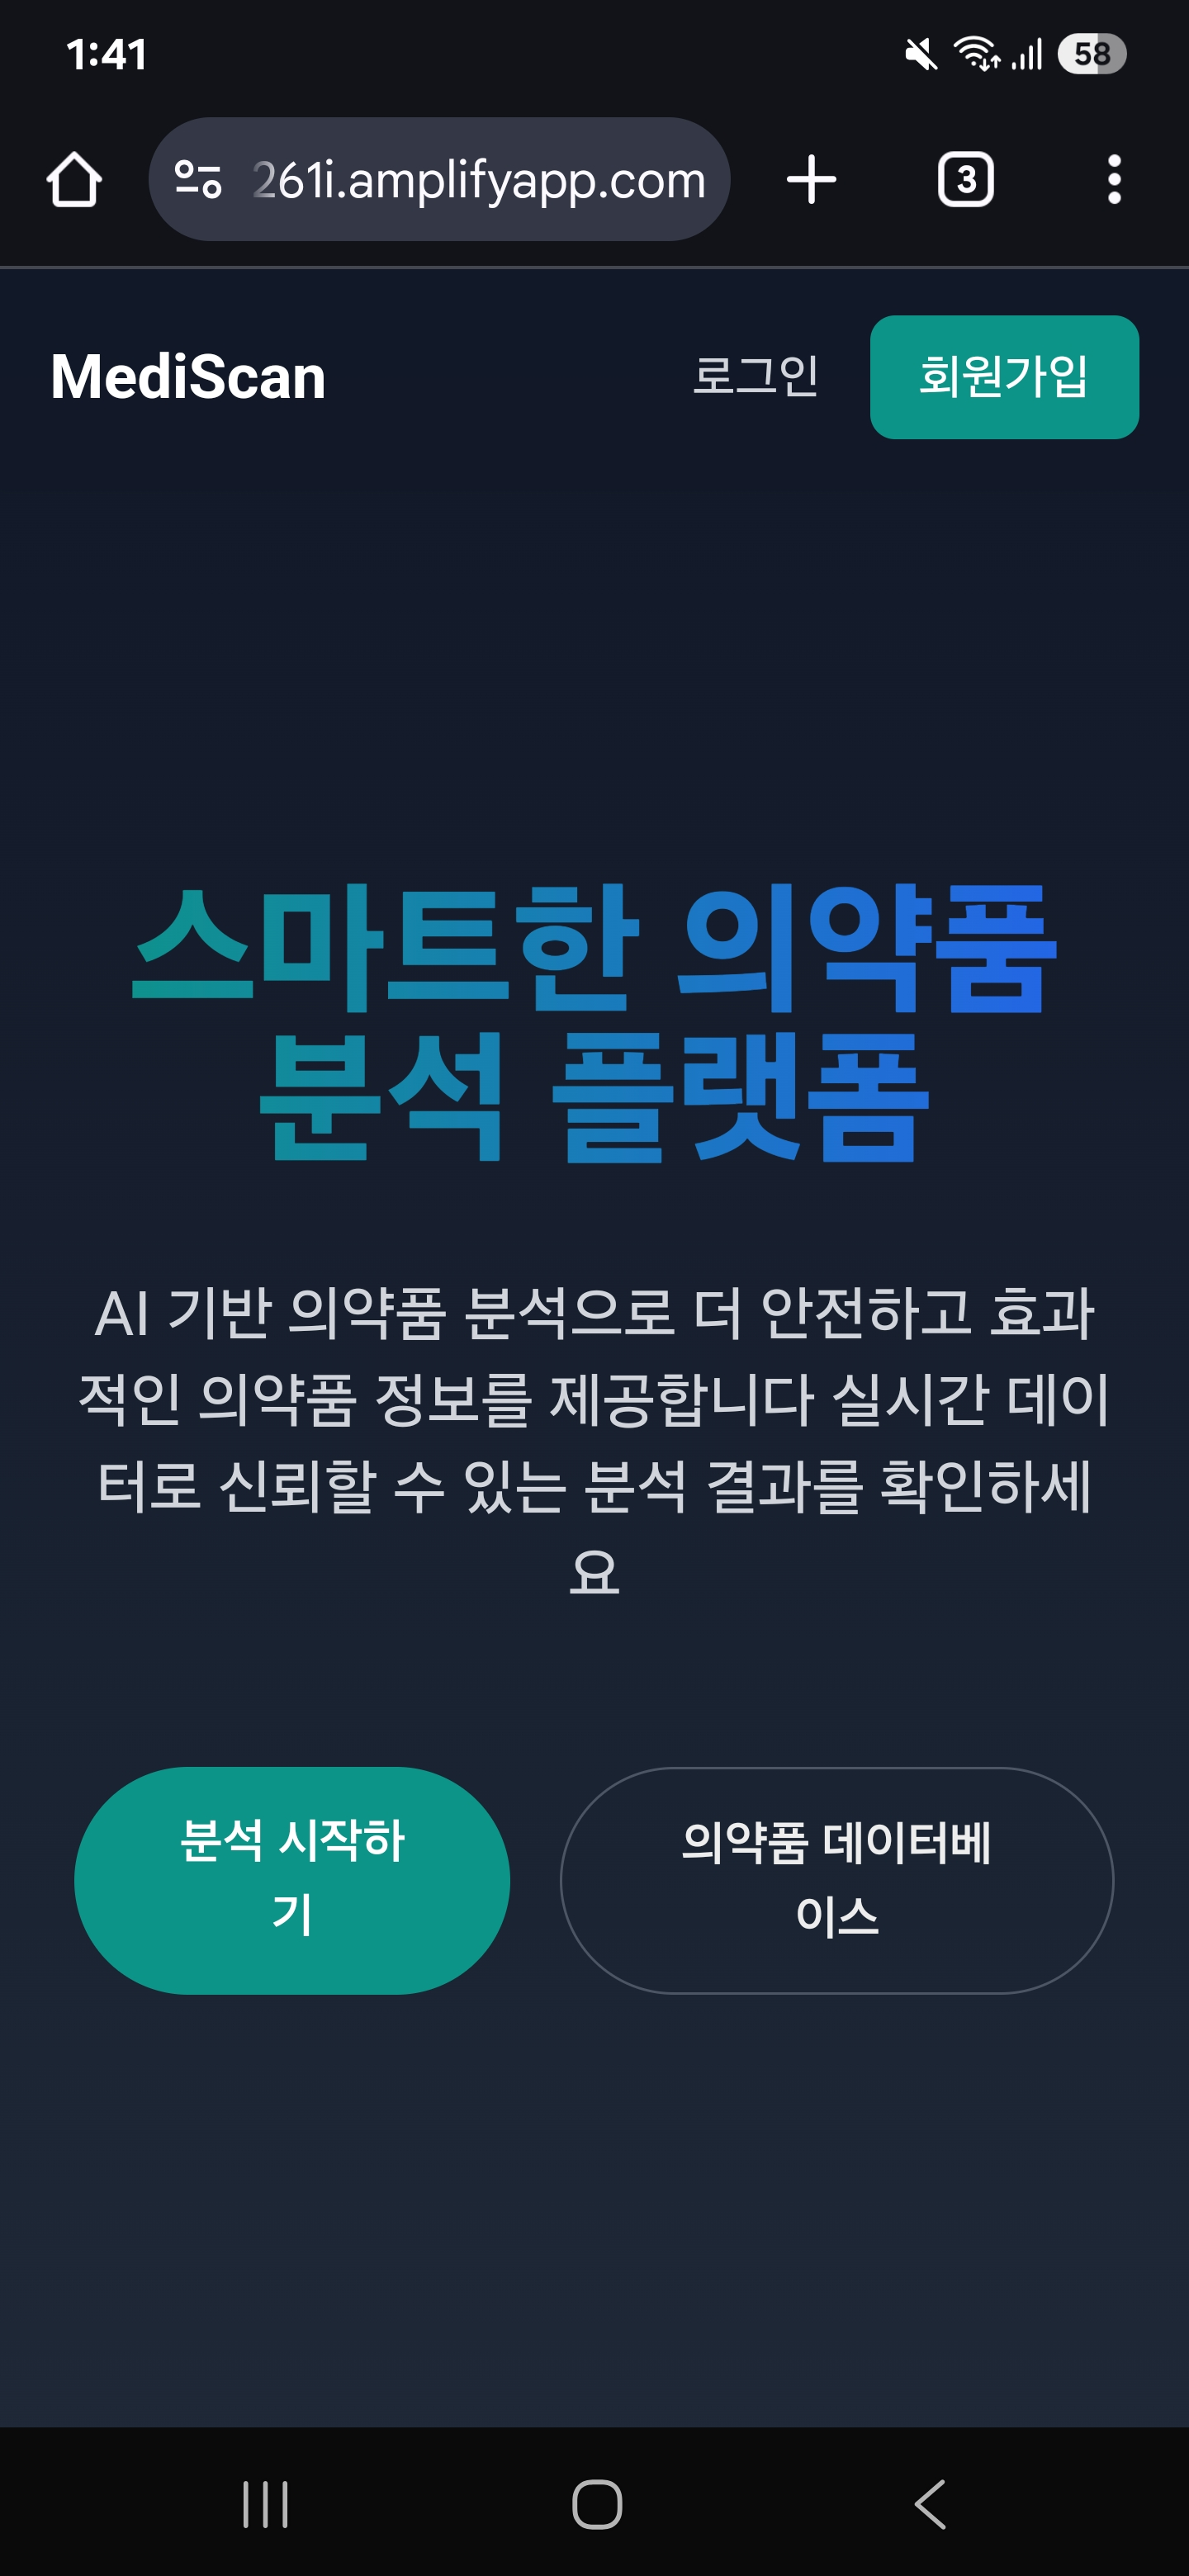 1:41
58
261i.amplifyapp.com
3
MediScan
로그인
회원가입
스마트한 의약품
분석 플랫폼
AI 기반 의약품 분석으로 더 안전하고 효과
적인 의약품 정보를 제공합니다 실시간 데이
터로 신뢰할 수 있는 분석 결과를 확인하세
요
분석 시작하
기
의약품 데이터베
이스